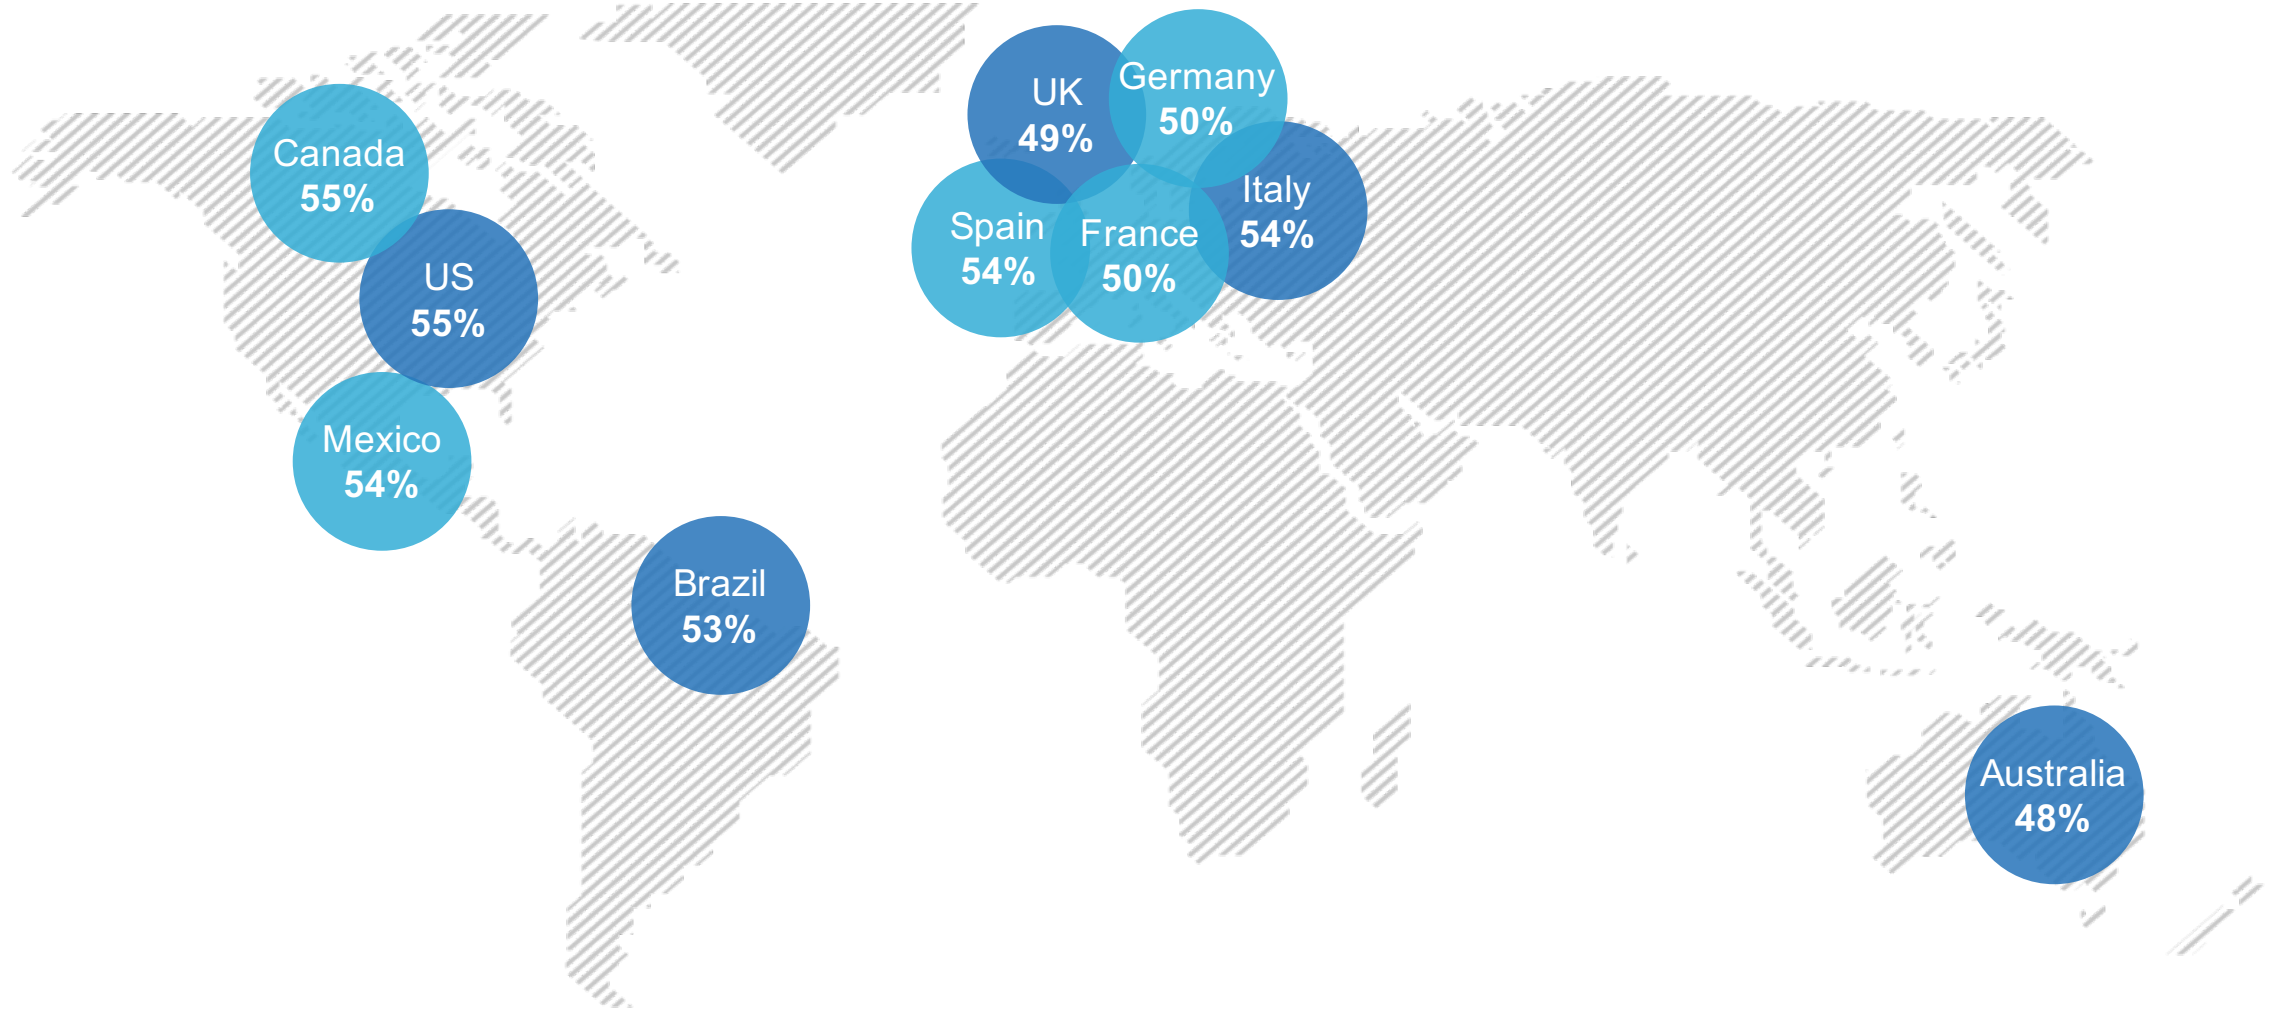 Canada
55%
US
55%
Mexico
54%
Brazil
53%
UK
49%
Germany
50%
Spain
54%
France
50%
Italy
54%
Australia
48%